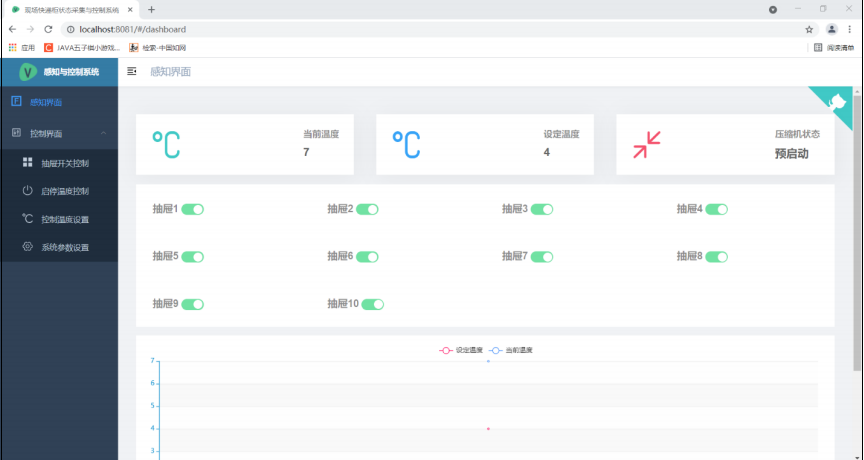 现场快递柜状态采集与控制系统
localhost:8081/#/dashboard
应用
JAVA五子棋小游戏...
检索-中国知网
阅读清单
V
感知与控制系统
感知界面
感知界面
控制界面
抽屉开关控制
启停温度控制
℃ 控制温度设置
系统参数设置
℃ 当前温度
7
℃ 设定温度
4
压缩机状态
预启动
抽屉1 抽屉2 抽屉3 抽屉4
抽屉5 抽屉6 抽屉7 抽屉8
抽屉9 抽屉10
设定温度 当前温度
7
6
5
4
3